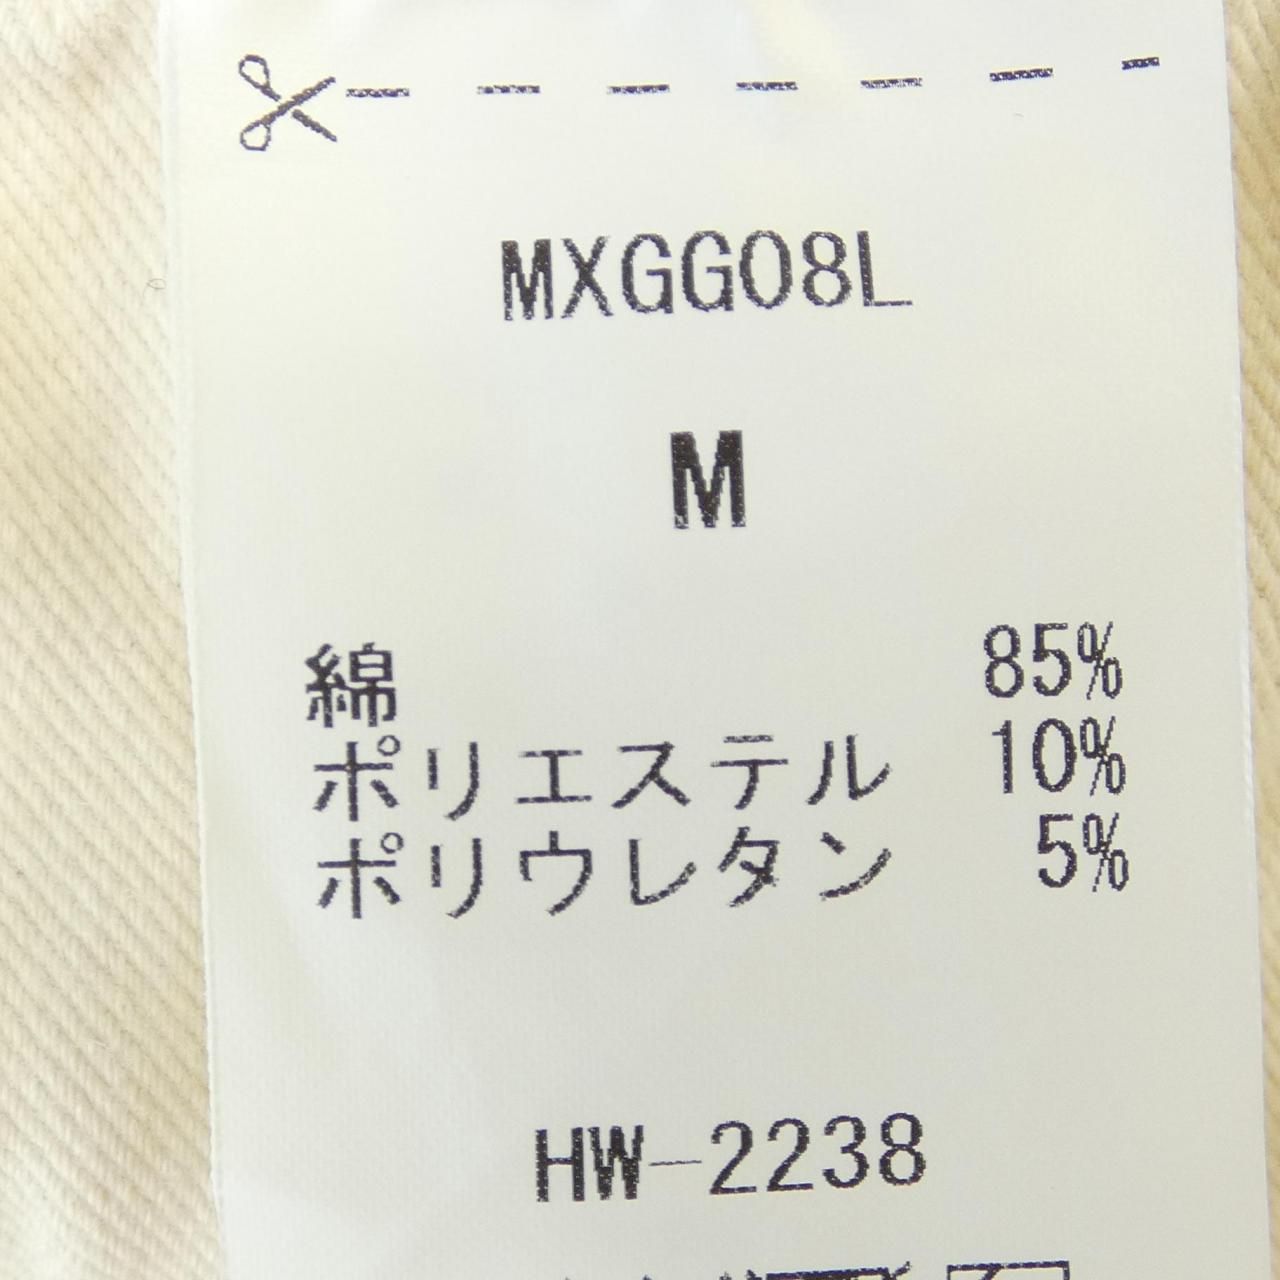 MXGG08L
M
綿 85%
ポリエステル 10%
ポリウレタン 5%
HW-2238